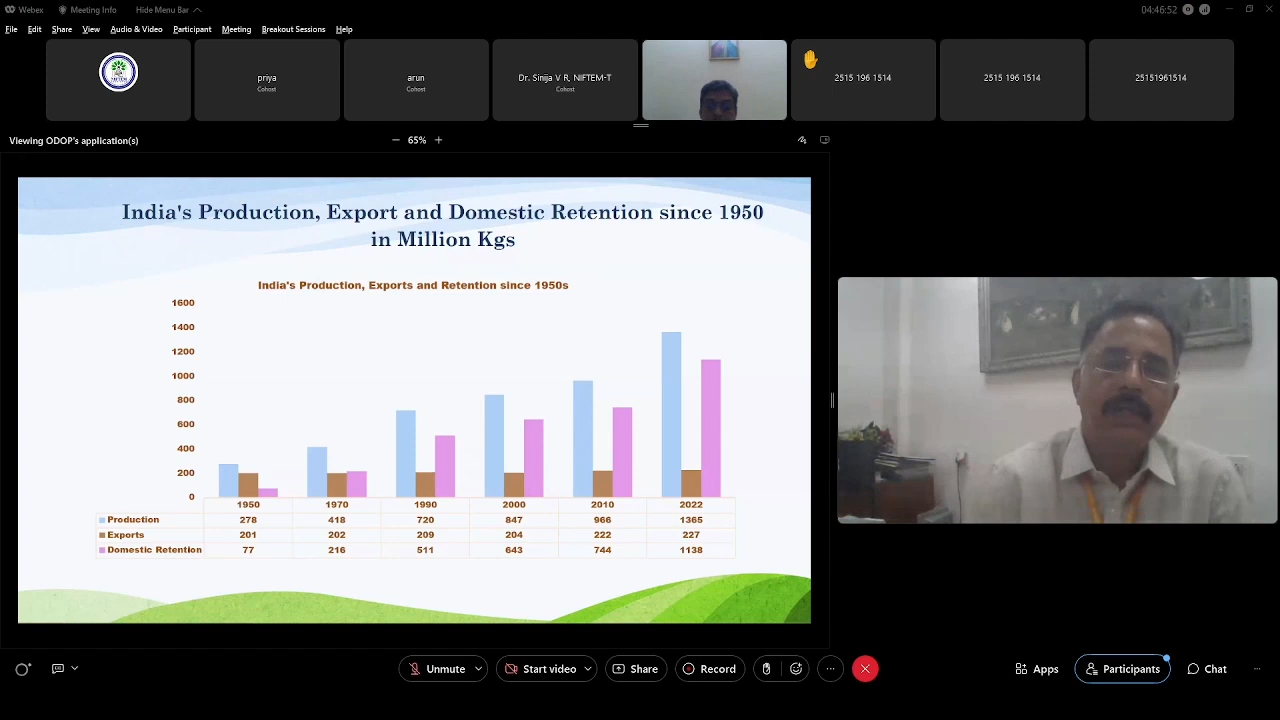 Webex
Meeting Info
Hide Menu Bar
04:46:52
File Edit Share View Audio & Video Participant Meeting Breakout Sessions Help
priya
Cohost
arun
Cohost
Dr. Sinija V R, NIFTEM-T
Cohost
2515 196 1514
2515 196 1514
25151961514
Viewing ODOP's application(s)
65%
India's Production, Export and Domestic Retention since 1950
in Million Kgs
India's Production, Exports and Retention since 1950s
1600
1400
1200
1000
800
600
400
200
0
1950 1970 1990 2000 2010 2022
Production 278 418 720 847 966 1365
Exports 201 202 209 204 222 227
Domestic Retention 77 216 511 643 744 1138
Unmute
Start video
Share
Record
Apps
Participants
Chat